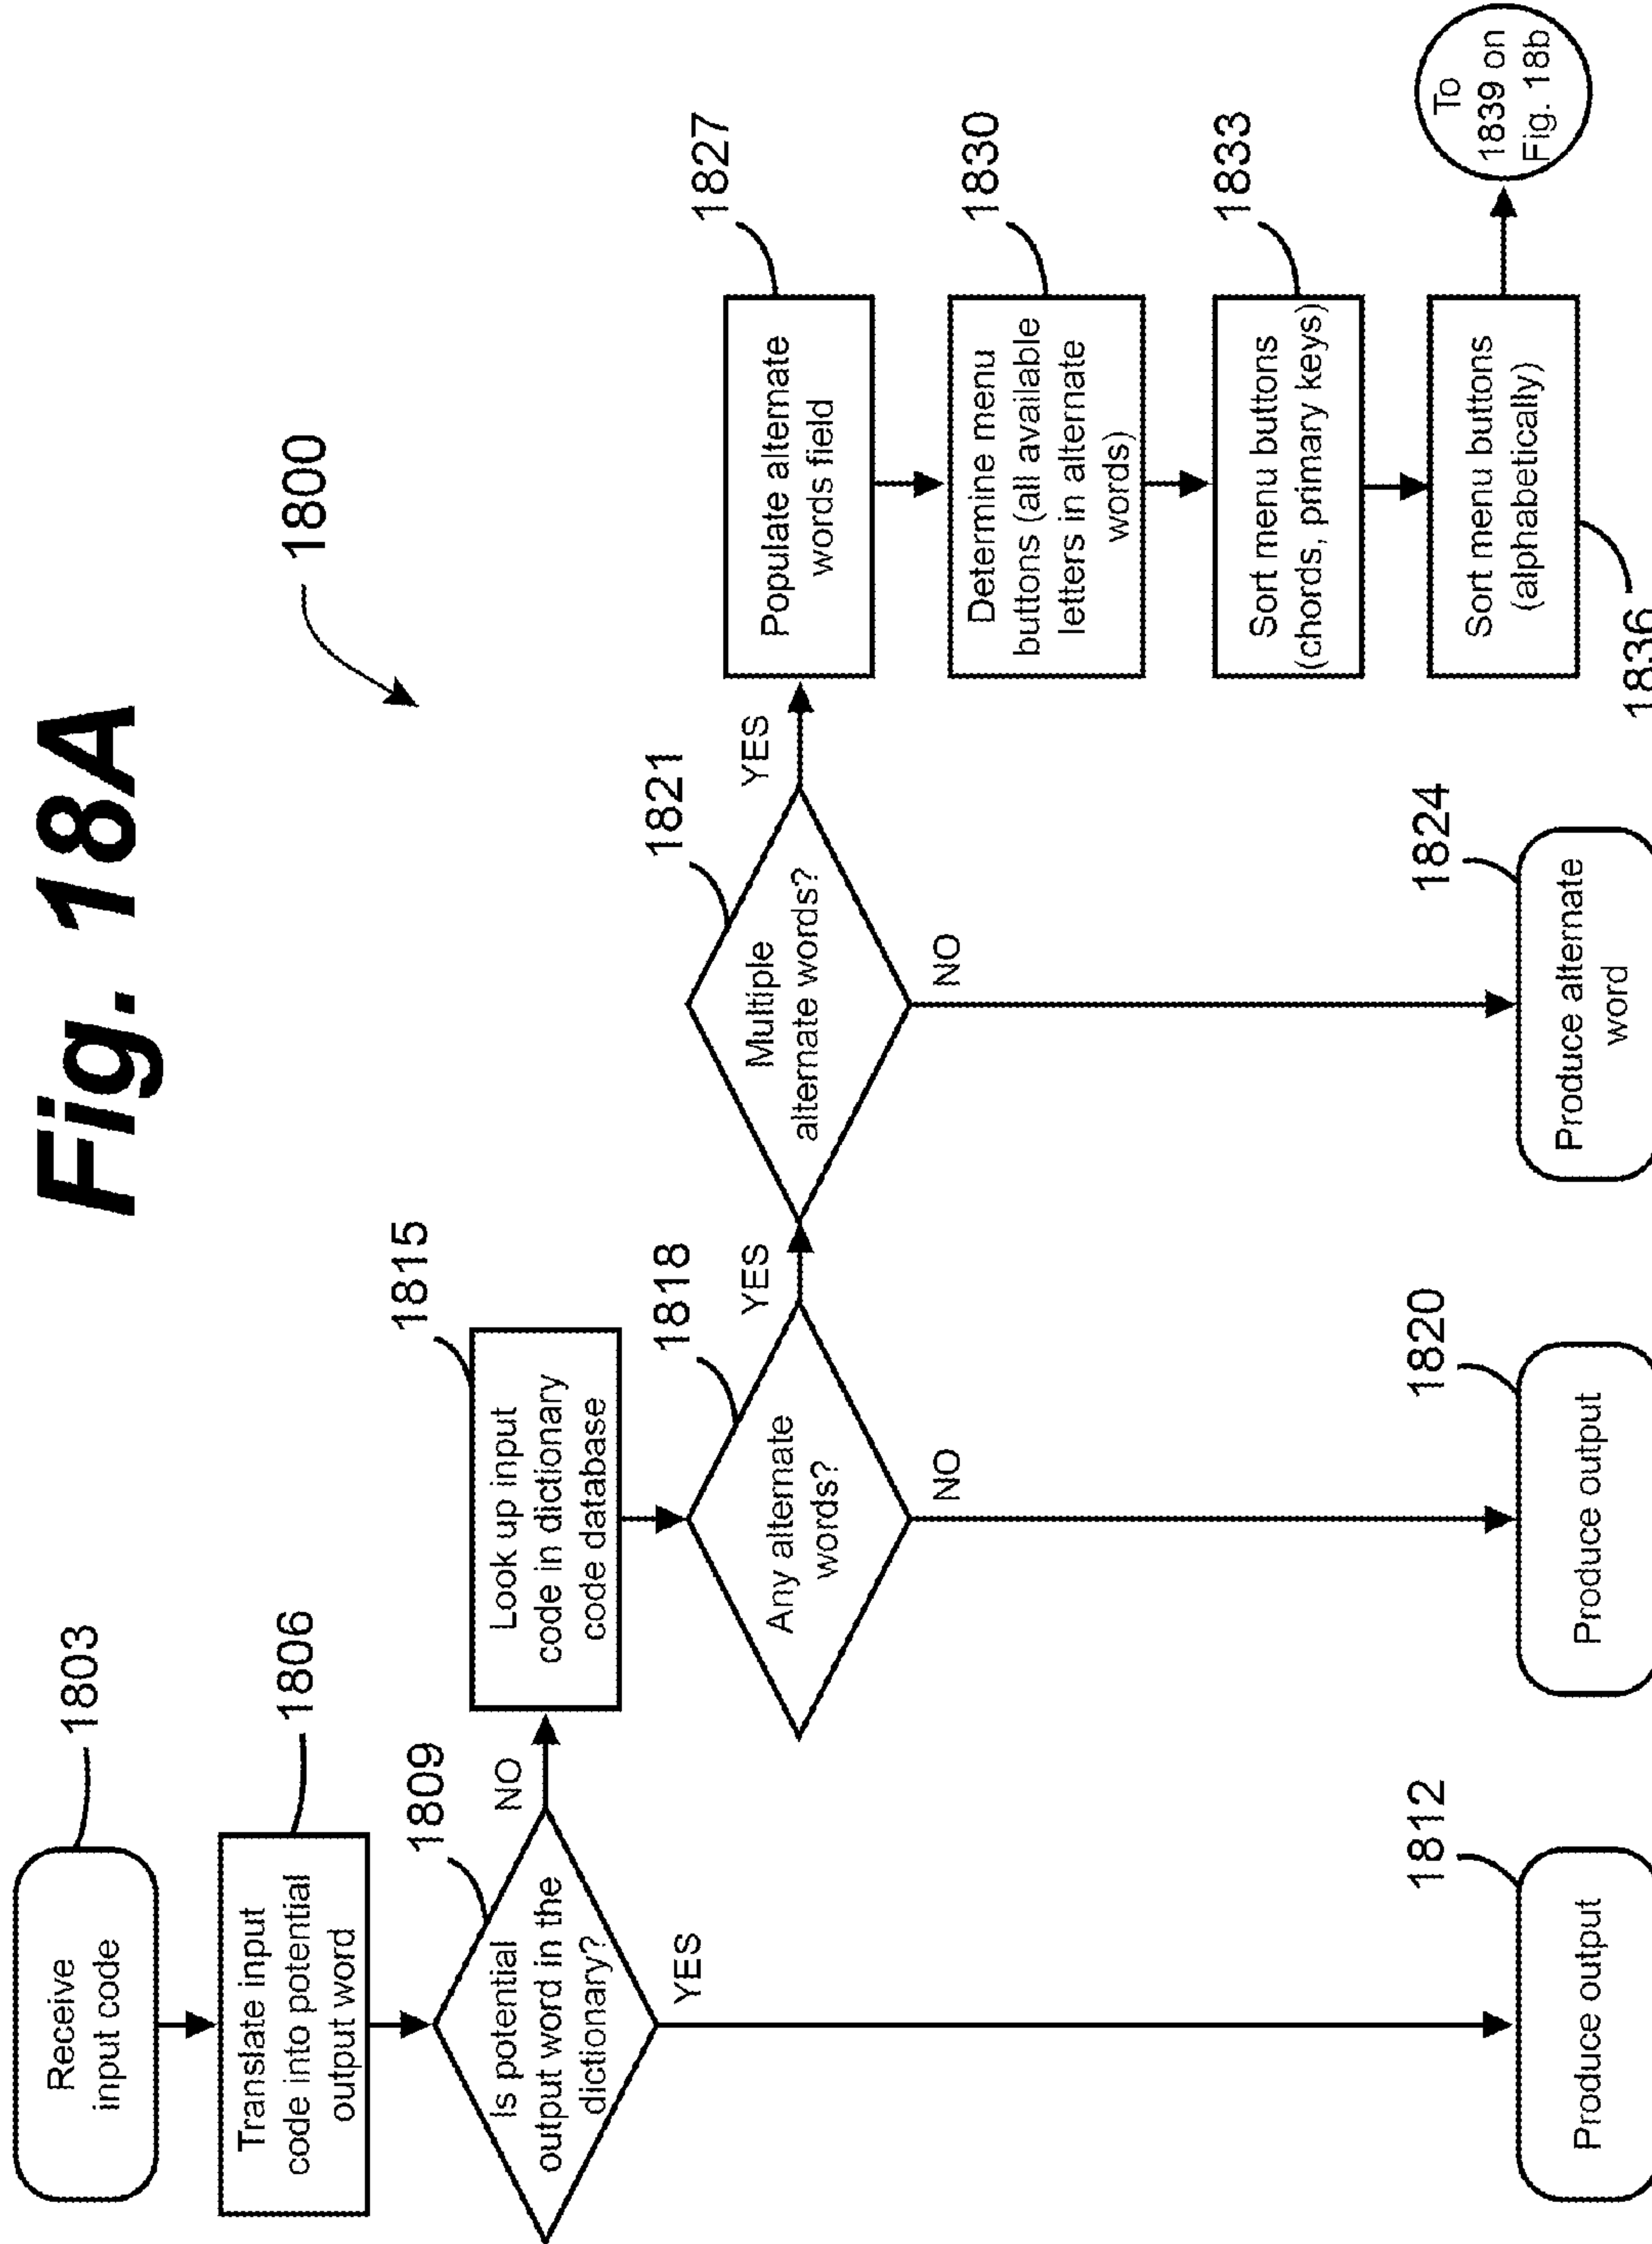 Fig. 18A
1800
Receive
input code
1803
Translate input
code into potential
output word
1806
Is potential
output word in the
dictionary?
1809
NO
YES
Produce output
1812
Look up input
code in dictionary
code database
1815
Any alternate
words?
1818
YES
NO
Produce output
1820
Multiple
alternate words?
1821
YES
NO
Produce alternate
word
1824
Populate alternate
words field
1827
Determine menu
buttons (all available
letters in alternate
words)
1830
Sort menu buttons
(chords, primary keys)
1833
Sort menu buttons
(alphabetically)
1836
To
1839 on
Fig. 18b